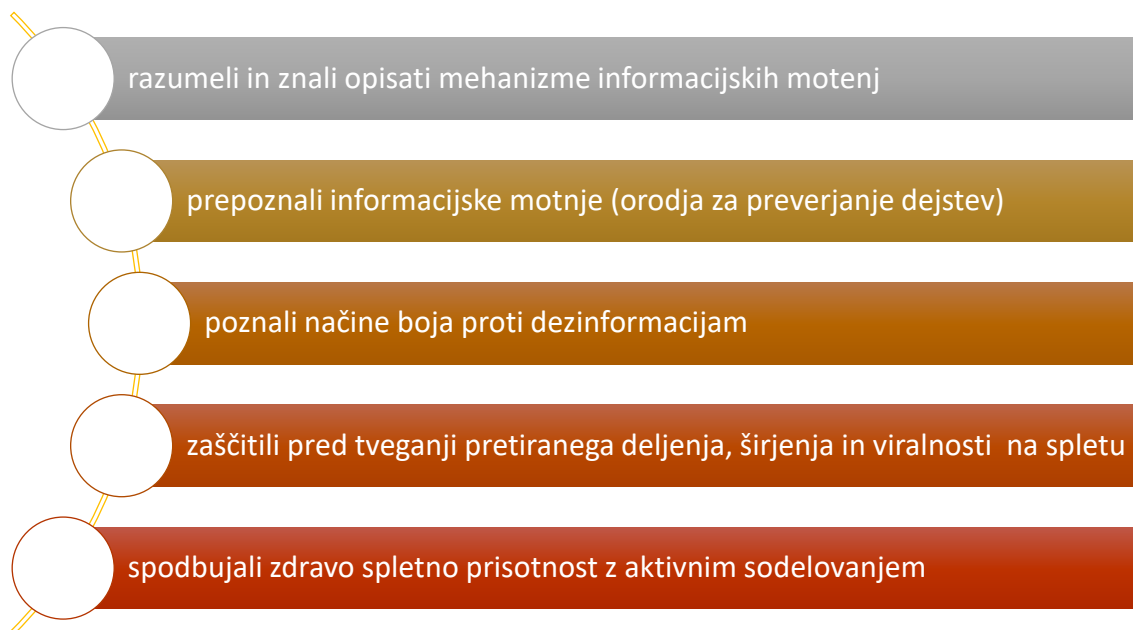 razumeli in znali opisati mehanizme informacijskih motenj
prepoznali informacijske motnje (orodja za preverjanje dejstev)
poznali načine boja proti dezinformacijam
zaščitili pred tveganji pretiranega deljenja, širjenja in viralnosti  na spletu
spodbujali zdravo spletno prisotnost z aktivnim sodelovanjem